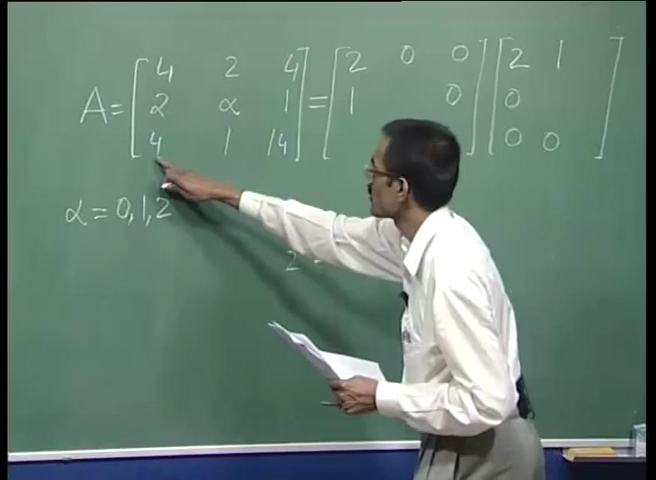 A = [ 4 2 4 ] = [ 2 0 0 ] [ 2 1 ]
[ 2 α 1 ] [ 1 0 ] [ 0 ]
[ 4 1 14 ] [ 0 0 ]
α = 0, 1, 2
2